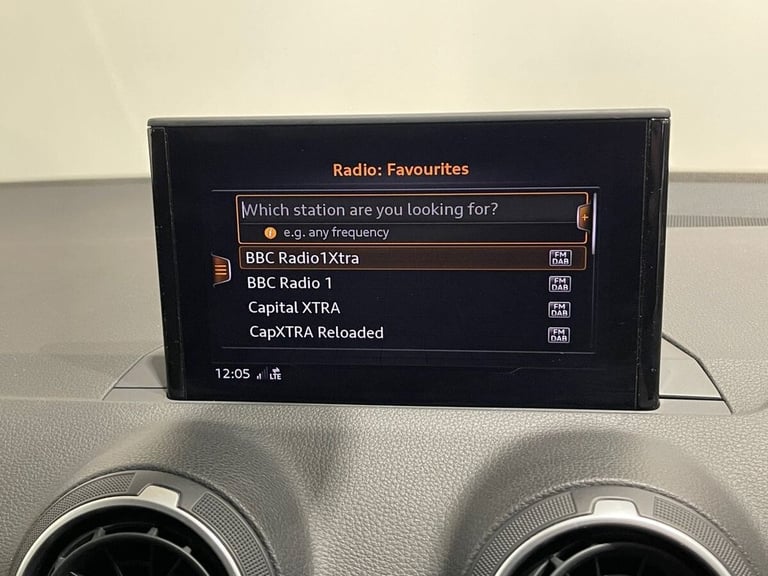 Radio: Favourites
Which station are you looking for?
i e.g. any frequency
BBC Radio1Xtra FM DAB
BBC Radio 1 FM DAB
Capital XTRA FM DAB
CapXTRA Reloaded FM DAB
12:05 LTE